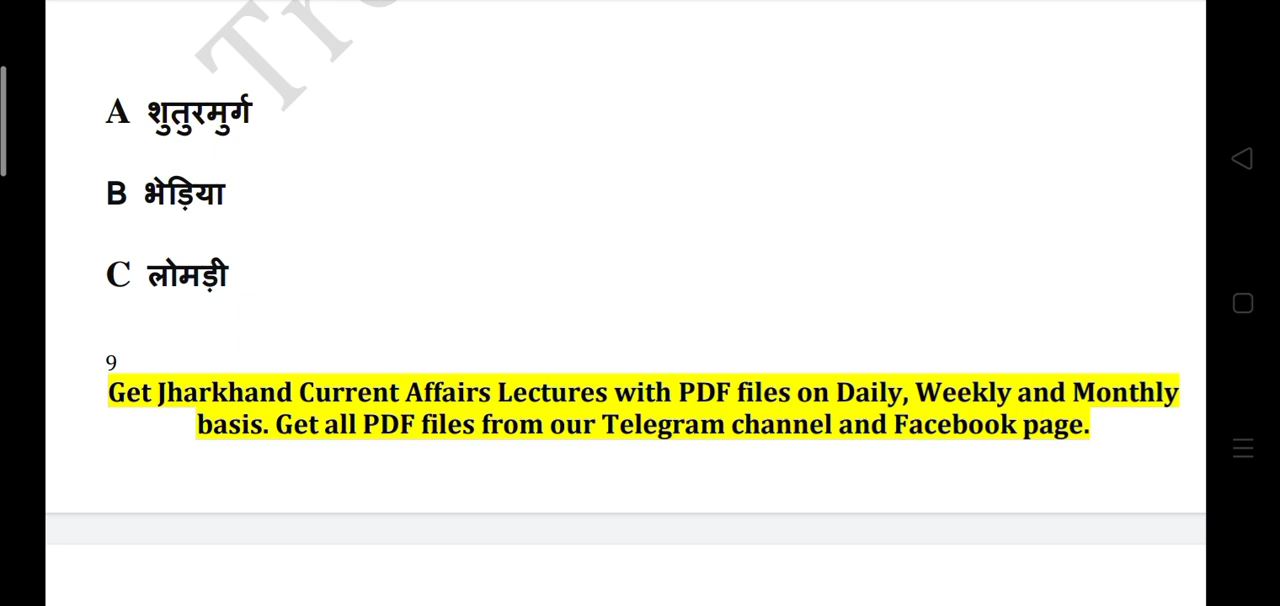 A शुतुरमुर्ग
B भेड़िया
C लोमड़ी
9
Get Jharkhand Current Affairs Lectures with PDF files on Daily, Weekly and Monthly
basis. Get all PDF files from our Telegram channel and Facebook page.